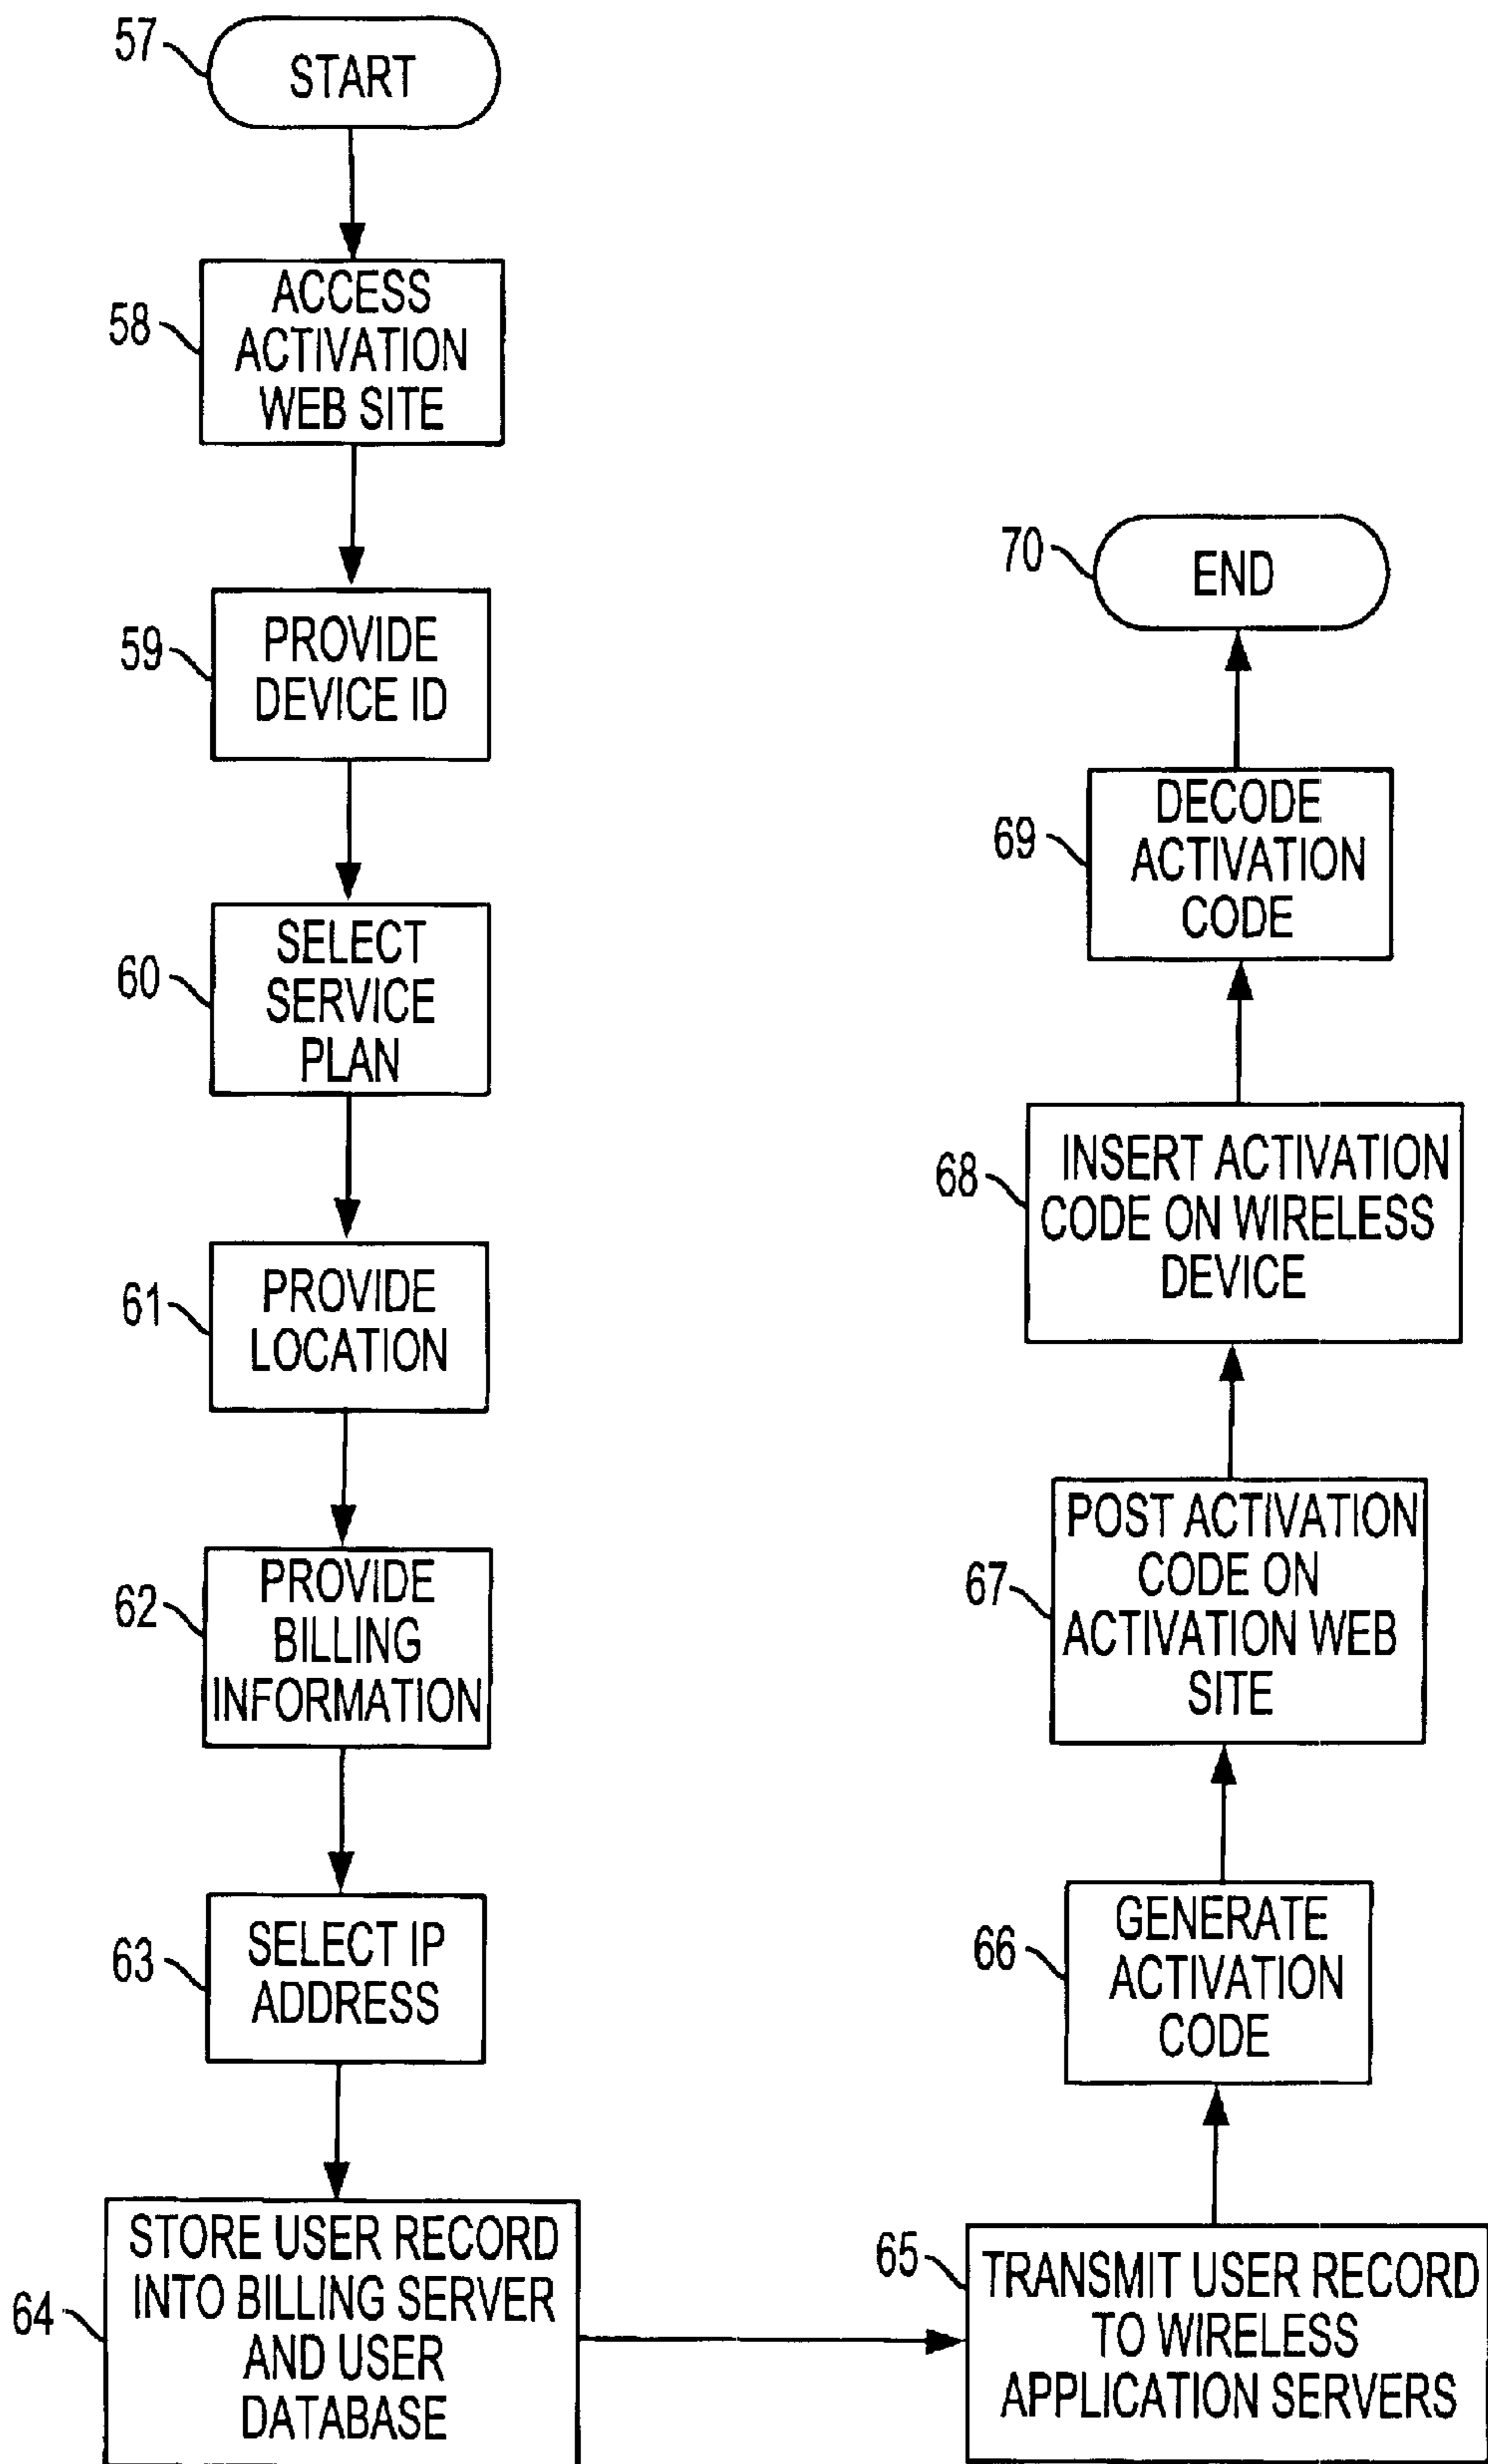 57
START
58
ACCESS
ACTIVATION
WEB SITE
59
PROVIDE
DEVICE ID
60
SELECT
SERVICE
PLAN
61
PROVIDE
LOCATION
62
PROVIDE
BILLING
INFORMATION
63
SELECT IP
ADDRESS
64
STORE USER RECORD
INTO BILLING SERVER
AND USER
DATABASE
65
TRANSMIT USER RECORD
TO WIRELESS
APPLICATION SERVERS
66
GENERATE
ACTIVATION
CODE
67
POST ACTIVATION
CODE ON
ACTIVATION WEB
SITE
68
INSERT ACTIVATION
CODE ON WIRELESS
DEVICE
69
DECODE
ACTIVATION
CODE
70
END